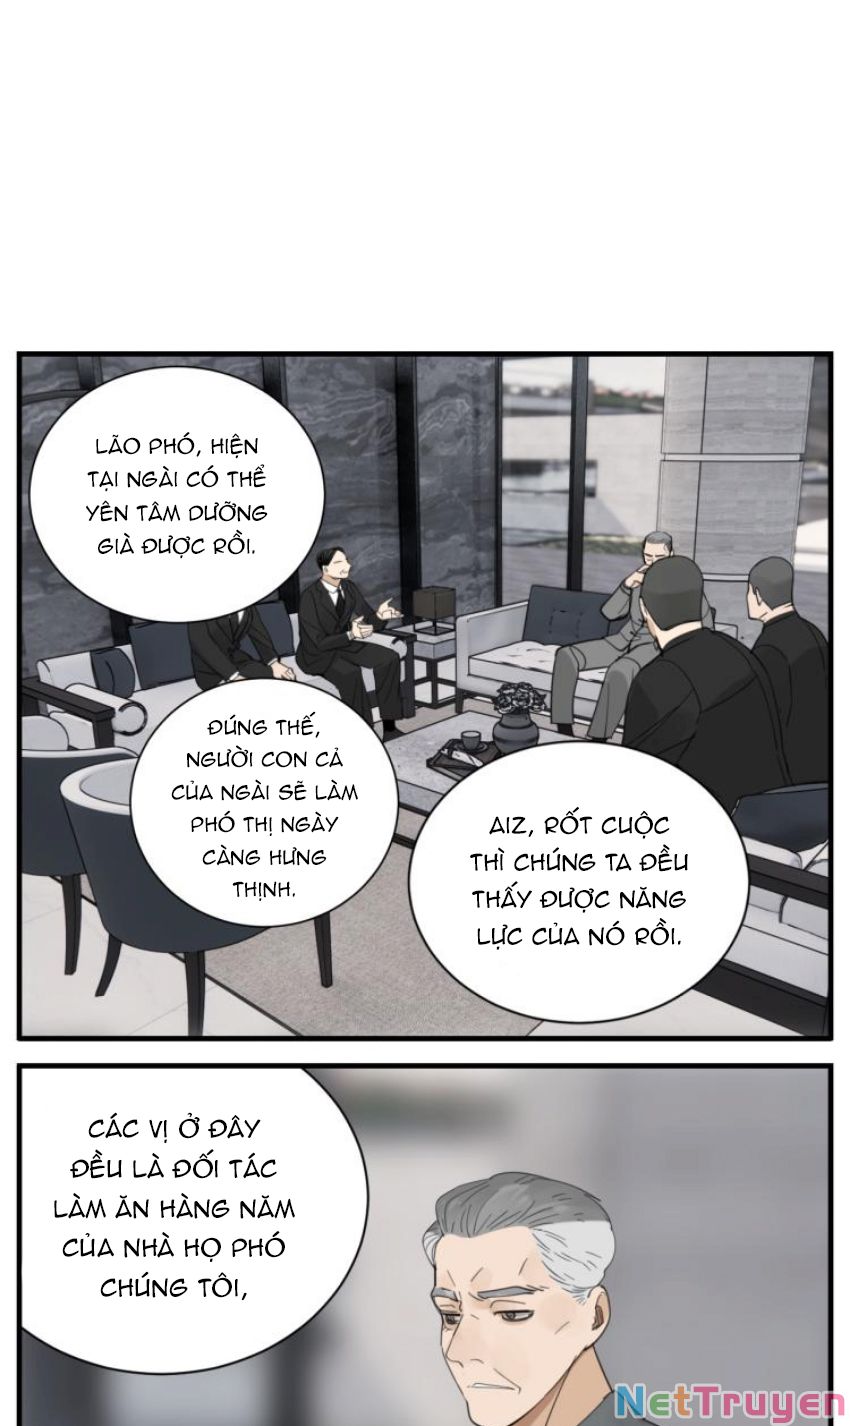 LÃO PHÓ, HIỆN
TẠI NGÀI CÓ THỂ
YÊN TÂM DƯỠNG
GIÀ ĐƯỢC RỒI.
ĐÚNG THẾ,
NGƯỜI CON CẢ
CỦA NGÀI SẼ LÀM
PHÓ THỊ NGÀY
CÀNG HƯNG
THỊNH.
AIZ, RỐT CUỘC
THÌ CHÚNG TA ĐỀU
THẤY ĐƯỢC NĂNG
LỰC CỦA NÓ RỒI.
CÁC VỊ Ở ĐÂY
ĐỀU LÀ ĐỐI TÁC
LÀM ĂN HÀNG NĂM
CỦA NHÀ HỌ PHÓ
CHÚNG TÔI,
NETTRUYEN